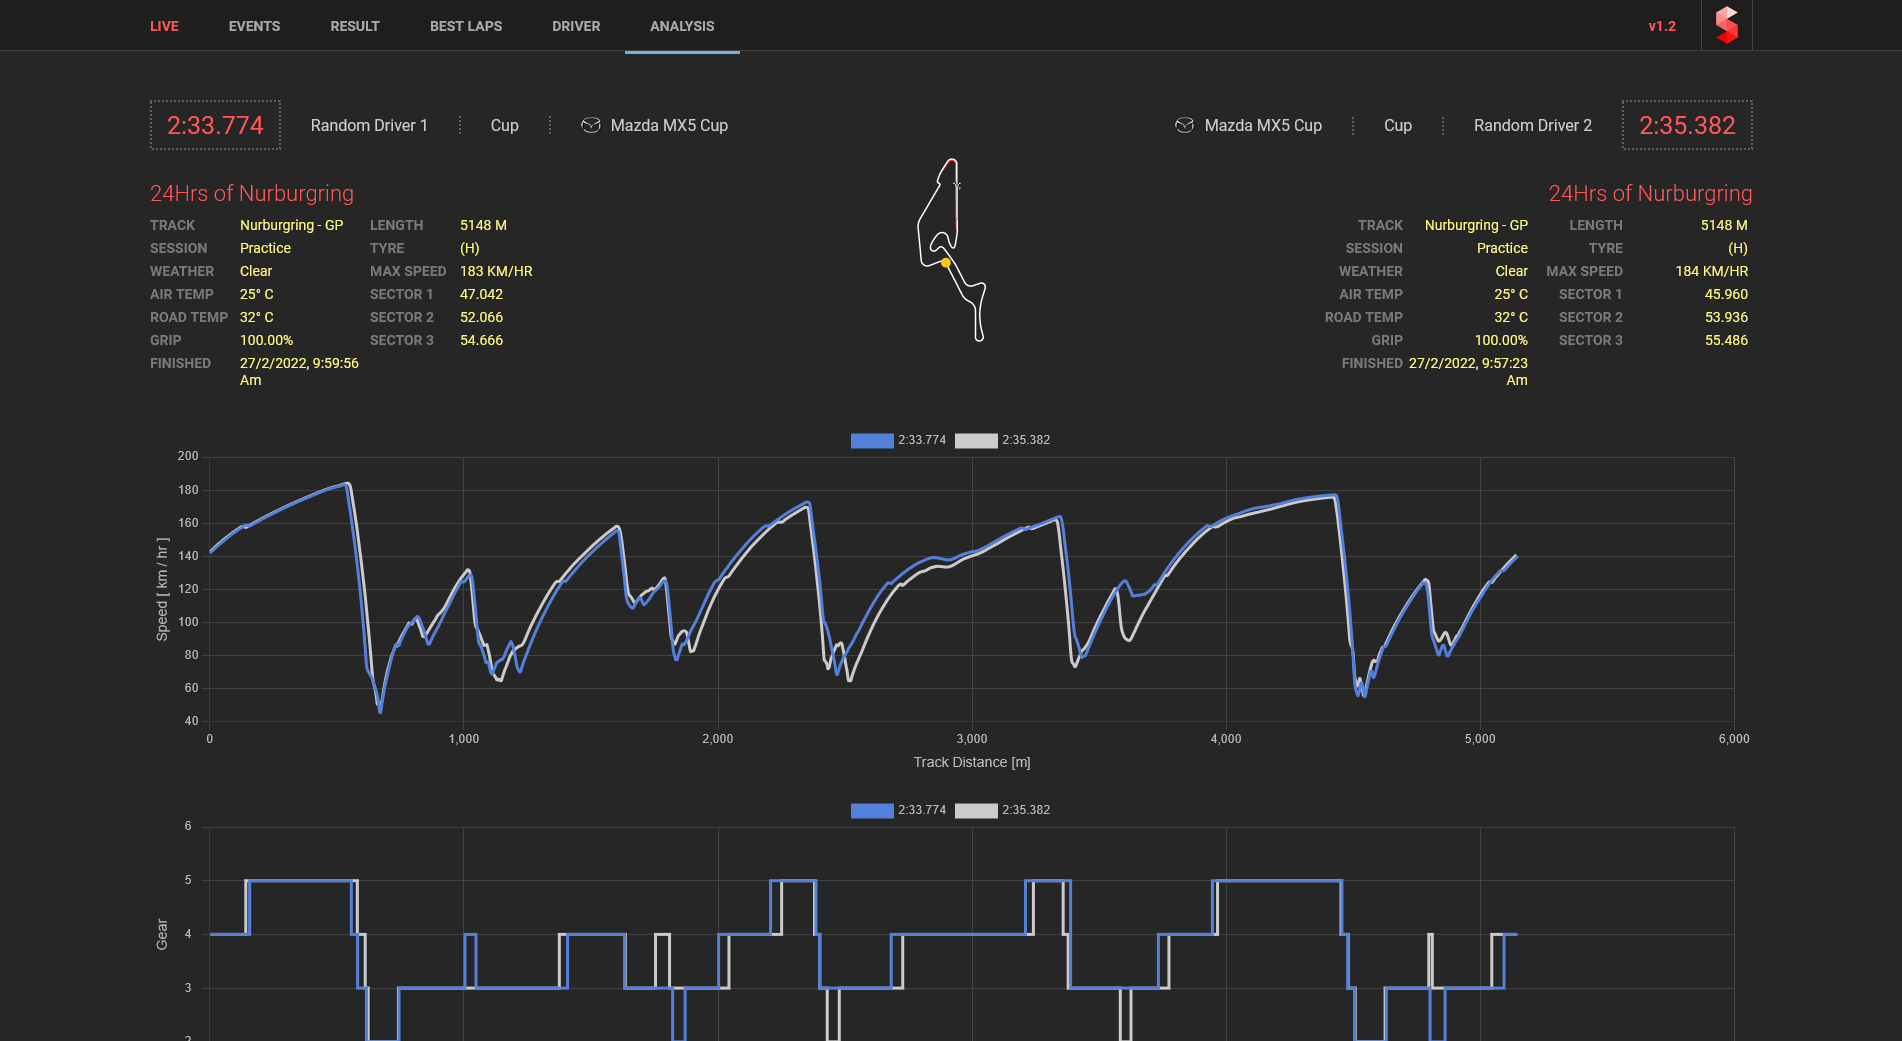 LIVE EVENTS RESULT BEST LAPS DRIVER ANALYSIS v1.2
2:33.774 Random Driver 1 Cup Mazda MX5 Cup
Mazda MX5 Cup Cup Random Driver 2 2:35.382
24Hrs of Nurburgring
TRACK Nurburgring - GP LENGTH 5148 M
SESSION Practice TYRE (H)
WEATHER Clear MAX SPEED 183 KM/HR
AIR TEMP 25° C SECTOR 1 47.042
ROAD TEMP 32° C SECTOR 2 52.066
GRIP 100.00% SECTOR 3 54.666
FINISHED 27/2/2022, 9:59:56
Am
24Hrs of Nurburgring
TRACK Nurburgring - GP LENGTH 5148 M
SESSION Practice TYRE (H)
WEATHER Clear MAX SPEED 184 KM/HR
AIR TEMP 25° C SECTOR 1 45.960
ROAD TEMP 32° C SECTOR 2 53.936
GRIP 100.00% SECTOR 3 55.486
FINISHED 27/2/2022, 9:57:23
Am
2:33.774 2:35.382
Speed [ km / hr ]
200
180
160
140
120
100
80
60
40
0 1,000 2,000 3,000 4,000 5,000 6,000
Track Distance [m]
2:33.774 2:35.382
Gear
6
5
4
3
2